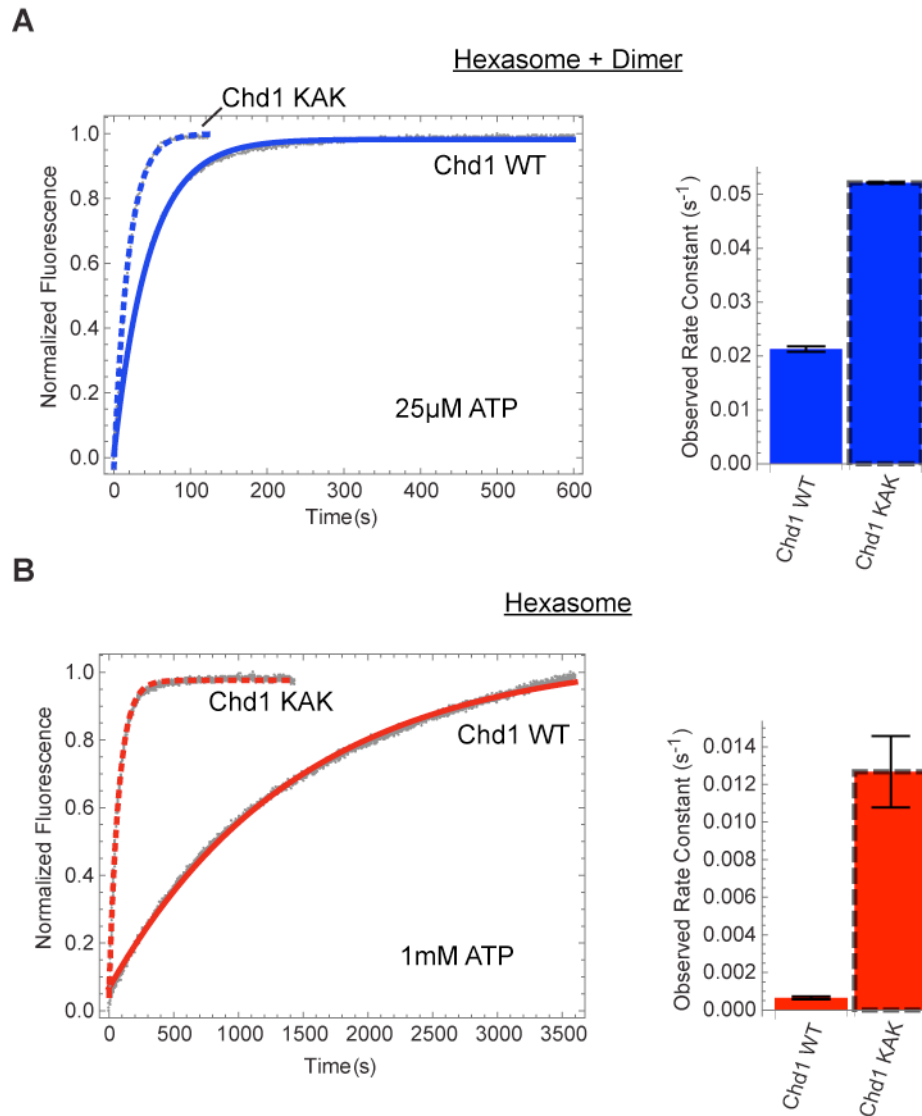 A
Hexasome + Dimer
Chd1 KAK
Chd1 WT
25µM ATP
Normalized Fluorescence
1.0
0.8
0.6
0.4
0.2
0.0
0 100 200 300 400 500 600
Time(s)
Observed Rate Constant (s-1)
0.05
0.04
0.03
0.02
0.01
0.00
Chd1 WT
Chd1 KAK
B
Hexasome
Chd1 KAK
Chd1 WT
1mM ATP
Normalized Fluorescence
1.0
0.8
0.6
0.4
0.2
0.0
0 500 1000 1500 2000 2500 3000 3500
Time(s)
Observed Rate Constant (s-1)
0.014
0.012
0.010
0.008
0.006
0.004
0.002
0.000
Chd1 WT
Chd1 KAK